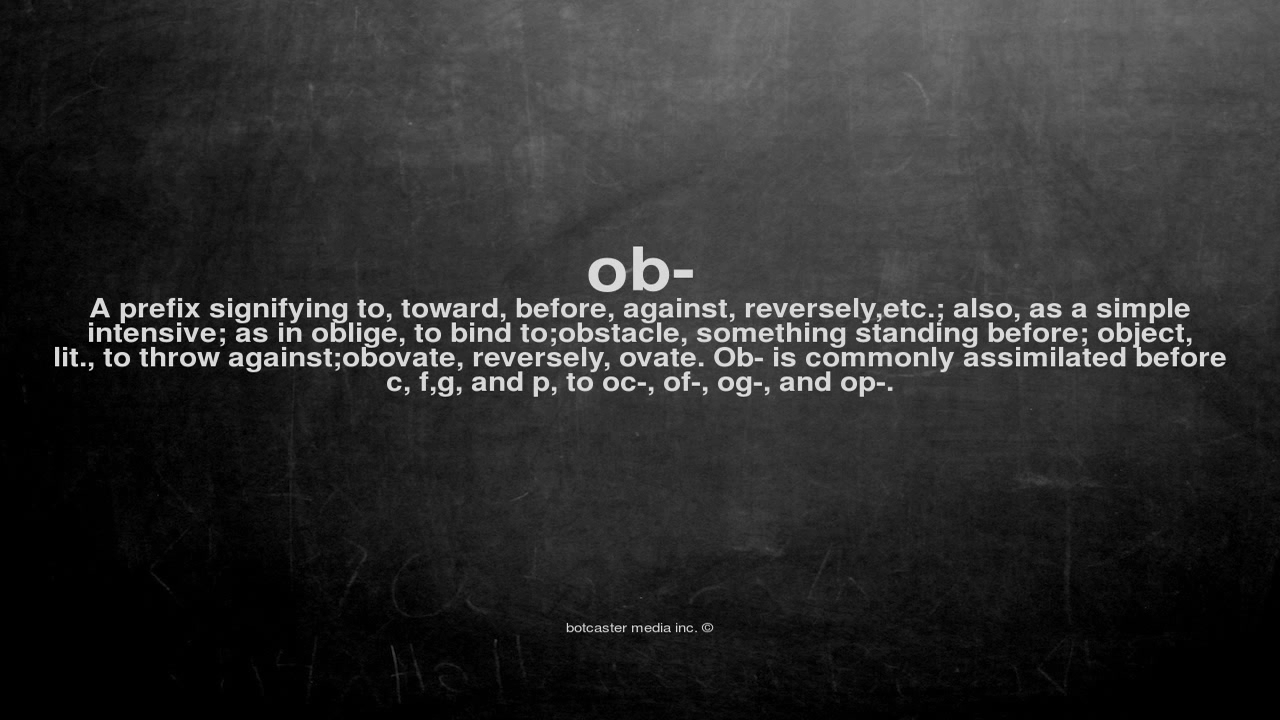 ob-
A prefix signifying to, toward, before, against, reversely,etc.; also, as a simple
intensive; as in oblige, to bind to;obstacle, something standing before; object,
lit., to throw against;obovate, reversely, ovate. Ob- is commonly assimilated before
c, f,g, and p, to oc-, of-, og-, and op-.
botcaster media inc. ©